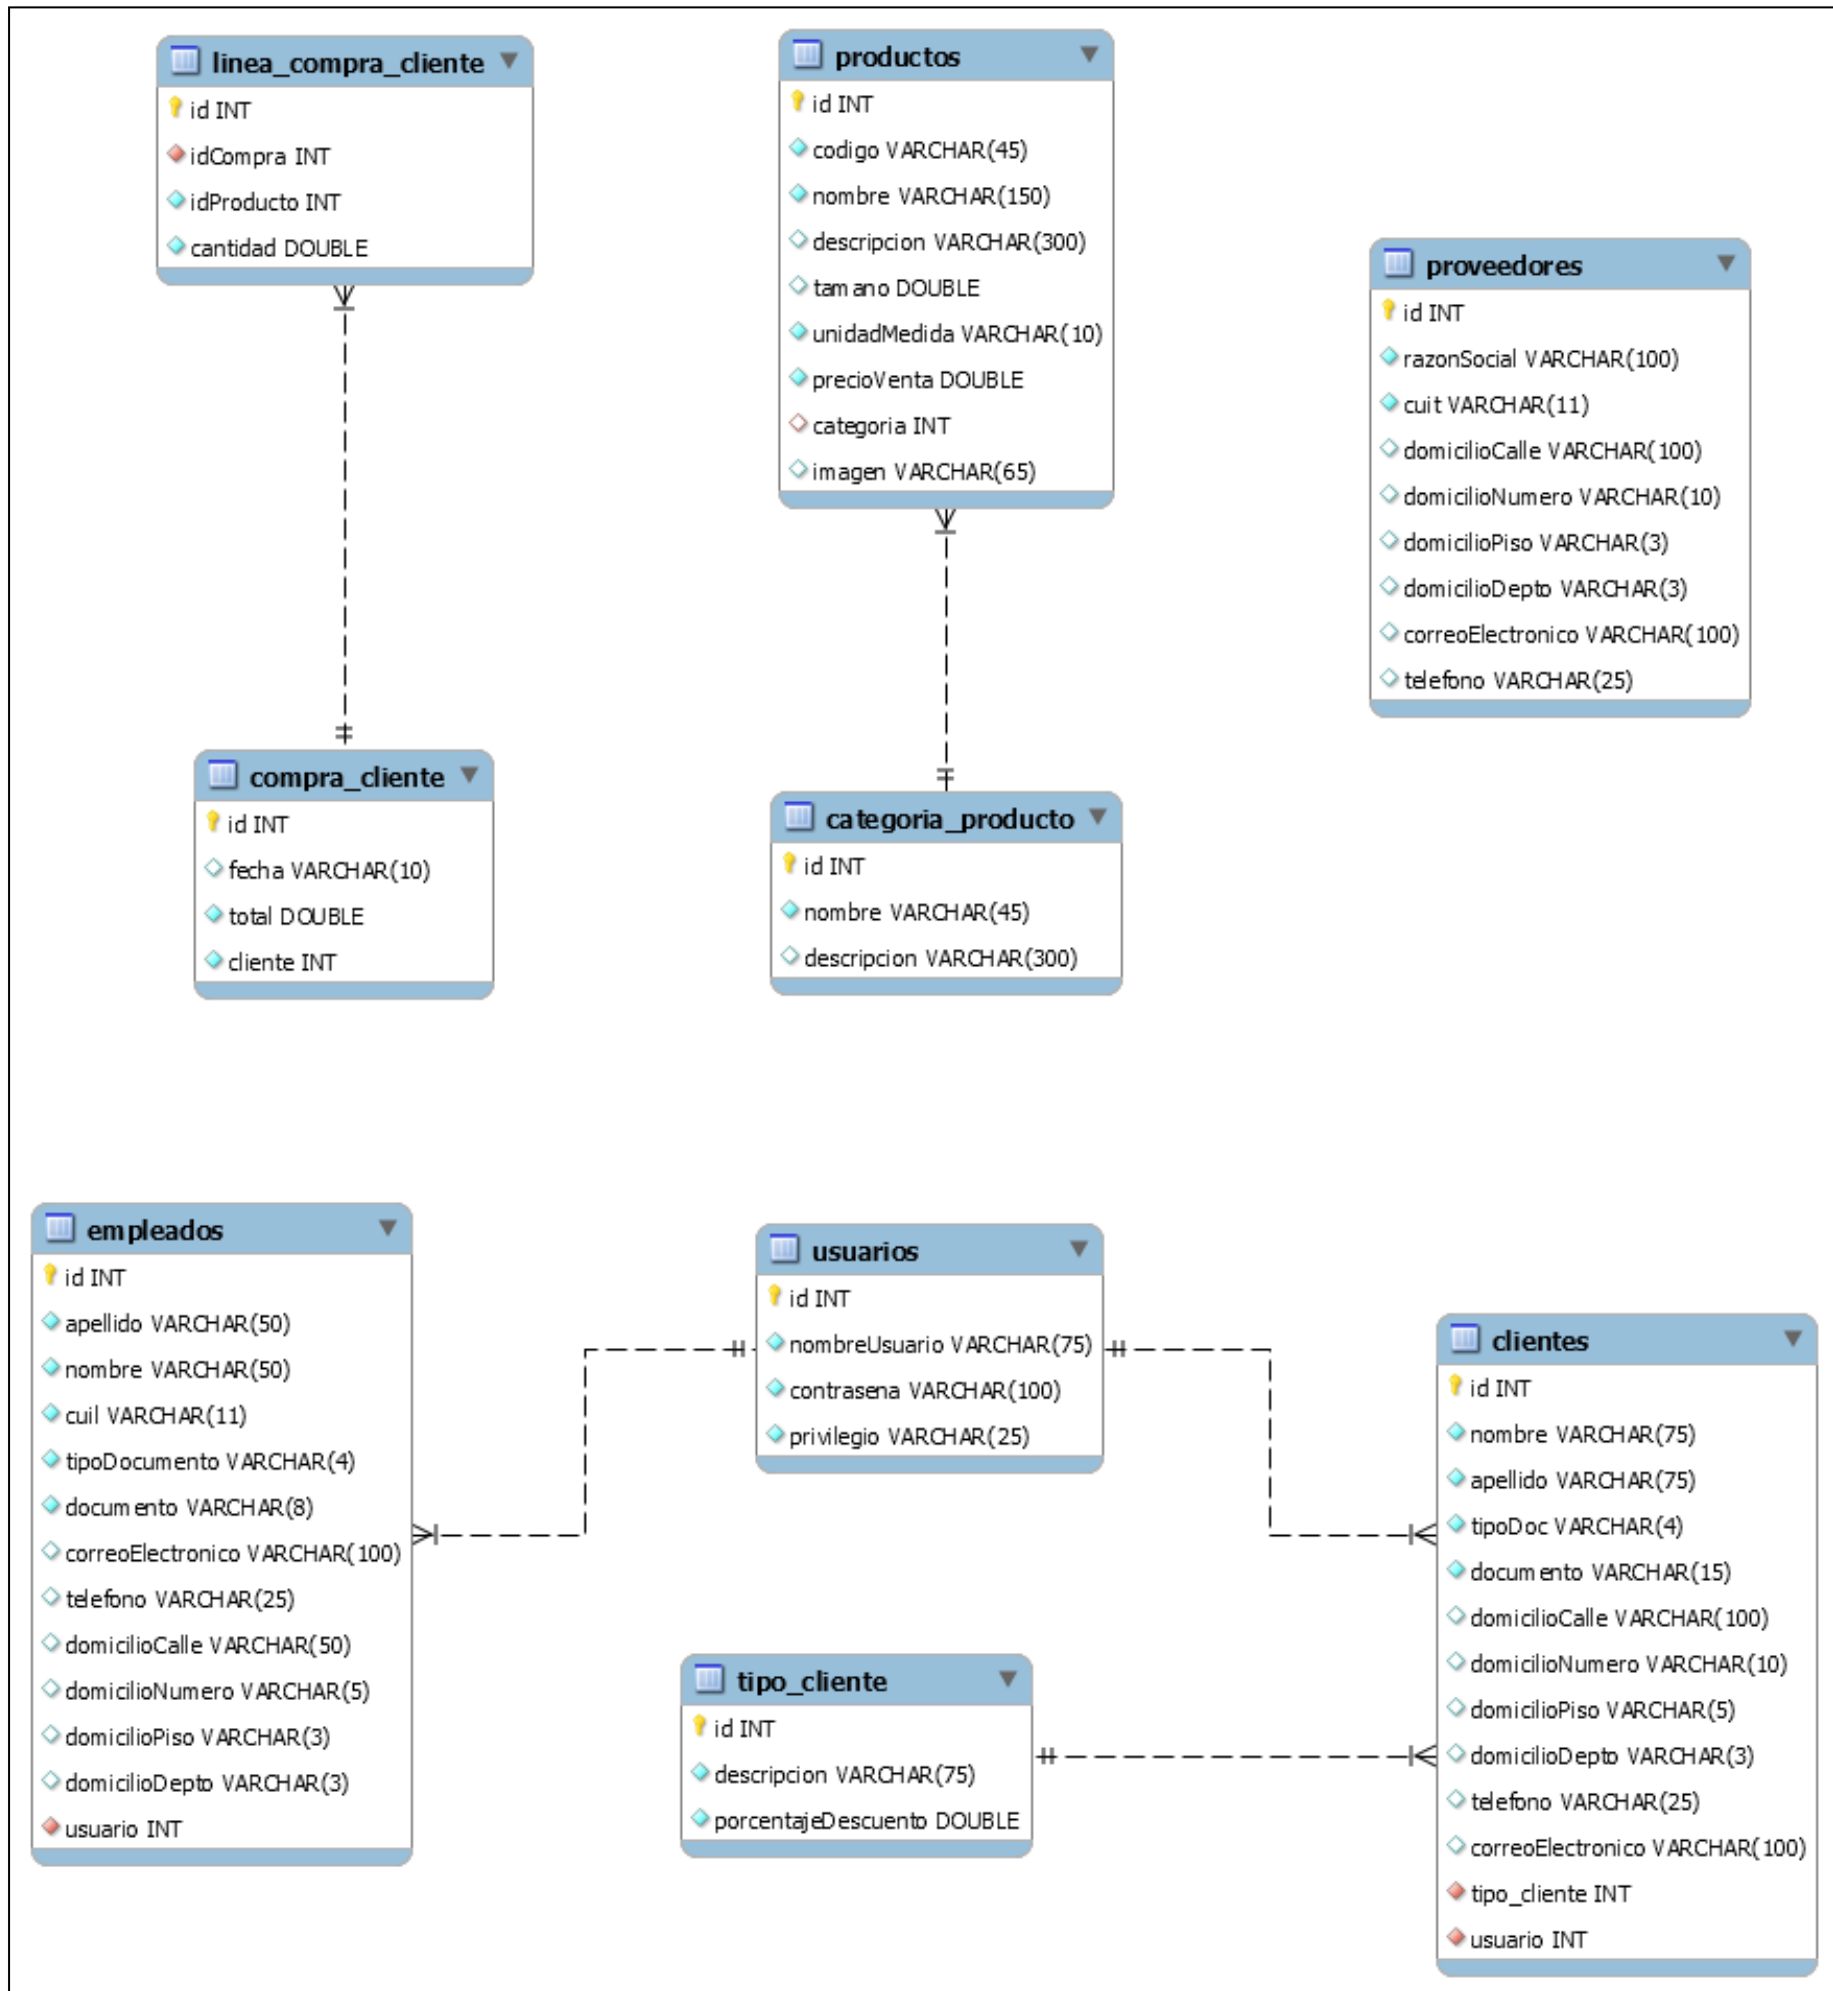 linea_compra_cliente
id INT
idCompra INT
idProducto INT
cantidad DOUBLE
productos
id INT
codigo VARCHAR(45)
nombre VARCHAR(150)
descripcion VARCHAR(300)
tamano DOUBLE
unidadMedida VARCHAR(10)
precioVenta DOUBLE
categoria INT
imagen VARCHAR(65)
proveedores
id INT
razonSocial VARCHAR(100)
cuit VARCHAR(11)
domicilioCalle VARCHAR(100)
domicilioNumero VARCHAR(10)
domicilioPiso VARCHAR(3)
domicilioDepto VARCHAR(3)
correoElectronico VARCHAR(100)
telefono VARCHAR(25)
compra_cliente
id INT
fecha VARCHAR(10)
total DOUBLE
cliente INT
categoria_producto
id INT
nombre VARCHAR(45)
descripcion VARCHAR(300)
empleados
id INT
apellido VARCHAR(50)
nombre VARCHAR(50)
cuil VARCHAR(11)
tipoDocumento VARCHAR(4)
documento VARCHAR(8)
correoElectronico VARCHAR(100)
telefono VARCHAR(25)
domicilioCalle VARCHAR(50)
domicilioNumero VARCHAR(5)
domicilioPiso VARCHAR(3)
domicilioDepto VARCHAR(3)
usuario INT
usuarios
id INT
nombreUsuario VARCHAR(75)
contrasena VARCHAR(100)
privilegio VARCHAR(25)
tipo_cliente
id INT
descripcion VARCHAR(75)
porcentajeDescuento DOUBLE
clientes
id INT
nombre VARCHAR(75)
apellido VARCHAR(75)
tipoDoc VARCHAR(4)
documento VARCHAR(15)
domicilioCalle VARCHAR(100)
domicilioNumero VARCHAR(10)
domicilioPiso VARCHAR(5)
domicilioDepto VARCHAR(3)
telefono VARCHAR(25)
correoElectronico VARCHAR(100)
tipo_cliente INT
usuario INT